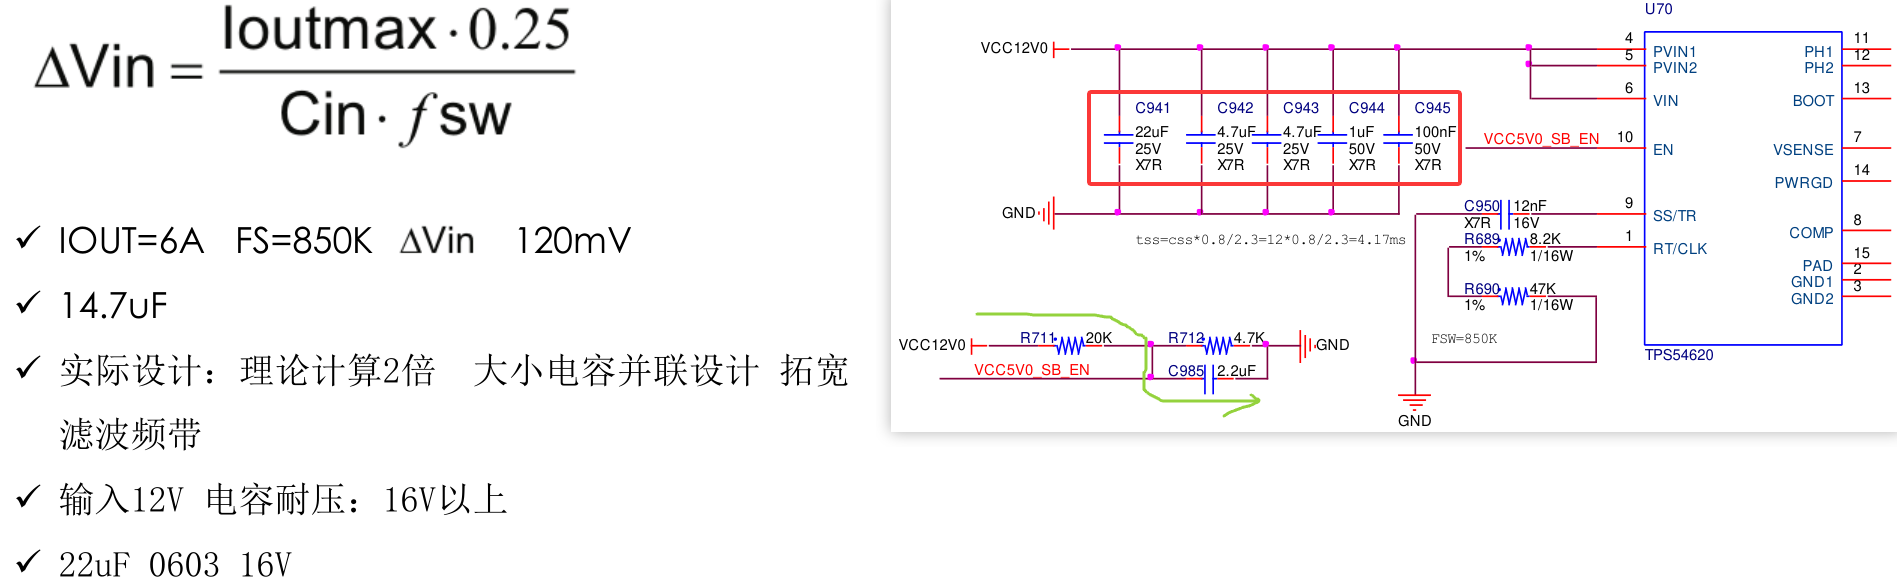 ΔVin = Ioutmax · 0.25
Cin · fsw
✓ IOUT=6A FS=850K ΔVin 120mV
✓ 14.7uF
✓ 实际设计：理论计算2倍 大小电容并联设计 拓宽
滤波频带
✓ 输入12V 电容耐压：16V以上
✓ 22uF 0603 16V
U70
VCC12V0
C941 C942 C943 C944 C945
22uF 4.7uF 4.7uF 1uF 100nF
25V 25V 25V 50V 50V
X7R X7R X7R X7R X7R
GND
tss=css*0.8/2.3=12*0.8/2.3=4.17ms
VCC5V0_SB_EN
4 PVIN1 PH1 11
5 PVIN2 PH2 12
6 VIN BOOT 13
10 EN VSENSE 7
PWRGD 14
9 SS/TR COMP 8
1 RT/CLK PAD 15
GND1 2
GND2 3
TPS54620
C950 12nF
X7R 16V
R689 8.2K
1% 1/16W
R690 47K
1% 1/16W
FSW=850K
GND
VCC12V0 R711 20K R712 4.7K GND
VCC5V0_SB_EN C985 2.2uF